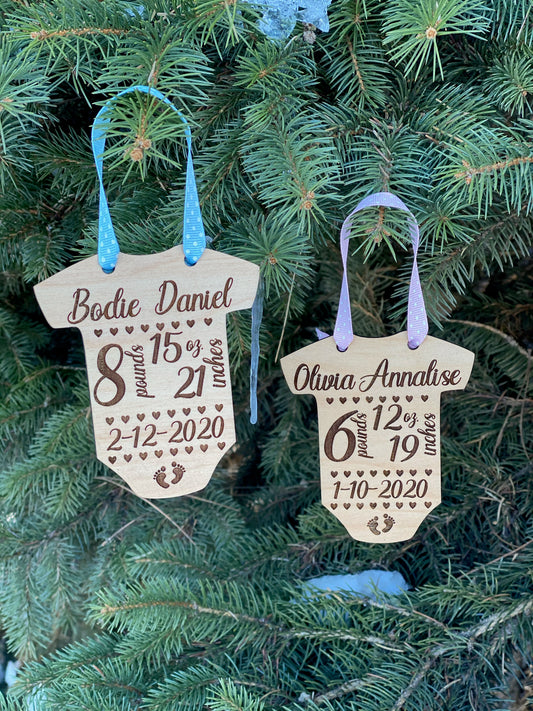 Bodie Daniel
8 pounds 15 oz. 21 inches
2-12-2020
Olivia Annalise
6 pounds 12 oz. 19 inches
1-10-2020